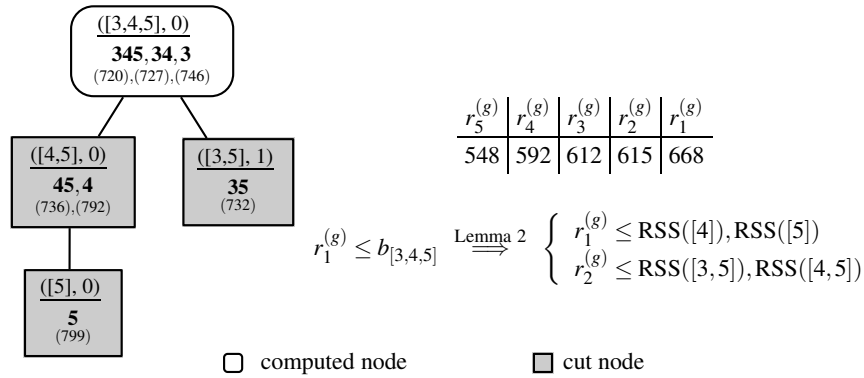 ([3,4,5], 0)
345, 34, 3
(720),(727),(746)
([4,5], 0)
45, 4
(736),(792)
([3,5], 1)
35
(732)
([5], 0)
5
(799)
r_5^{(g)} r_4^{(g)} r_3^{(g)} r_2^{(g)} r_1^{(g)}
548 592 612 615 668
r_1^{(g)} ≤ b_{[3,4,5]} Lemma 2 ⟹ { r_1^{(g)} ≤ RSS([4]),RSS([5])
r_2^{(g)} ≤ RSS([3,5]),RSS([4,5])
computed node cut node